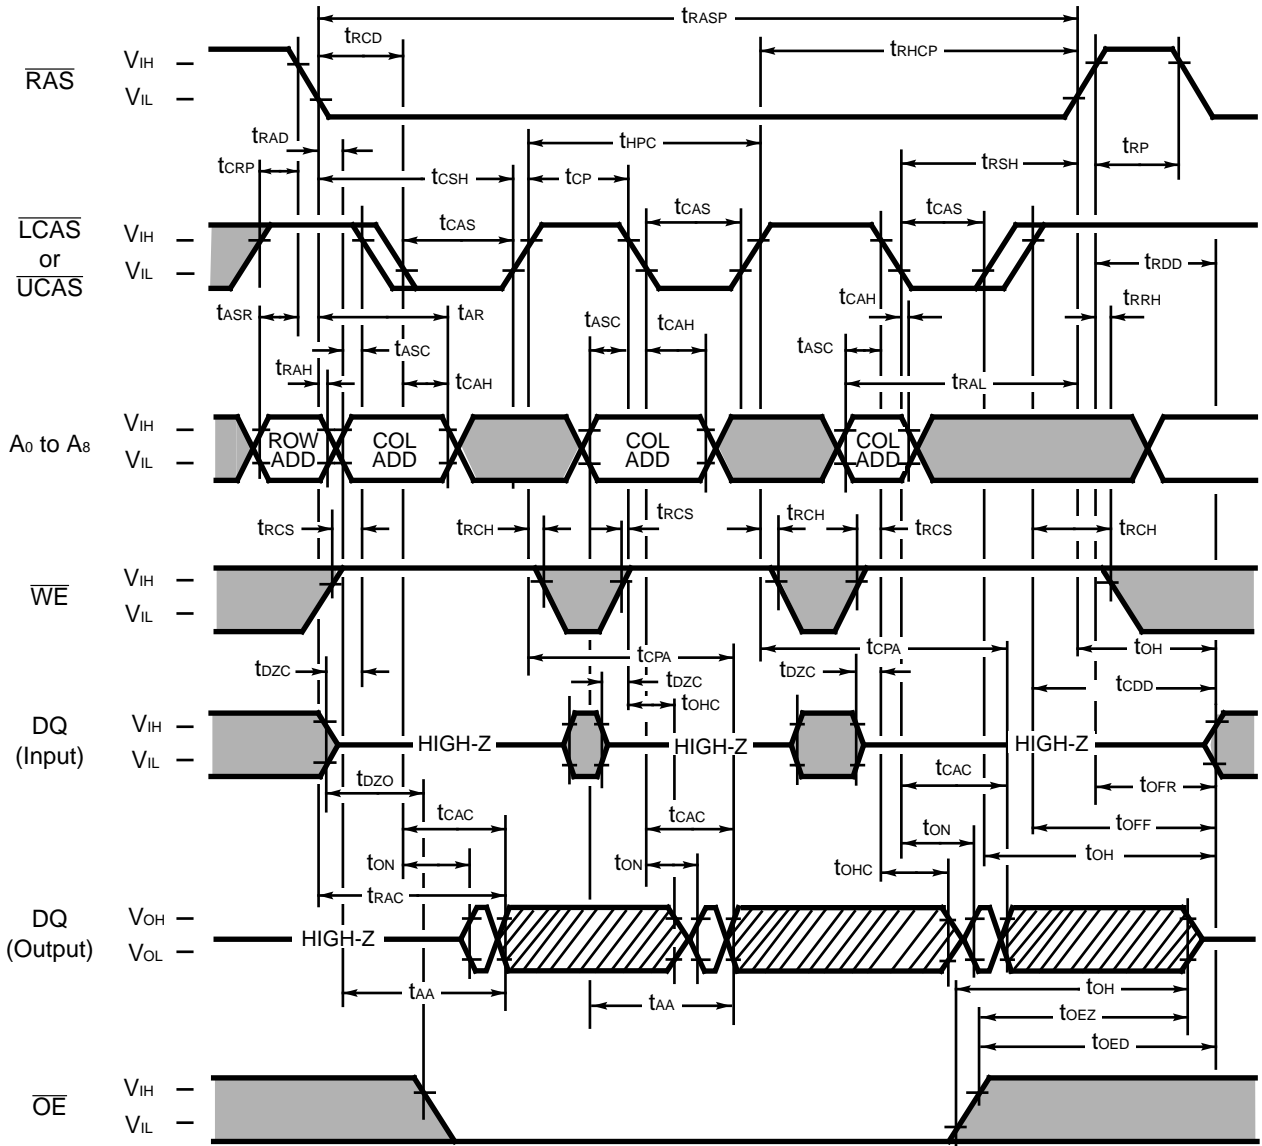 tRASP
tRCD
tRHCP
RAS
VIH
VIL
tRAD
tHPC
tRP
tCRP
tCSH
tCP
tRSH
LCAS
or
UCAS
VIH
VIL
tCAS
tCAS
tCAS
tRDD
tCAH
tRRH
tASR
tAR
tASC
tCAH
tASC
tASC
tRAH
tCAH
tRAL
A0 to A8
VIH
VIL
ROW
ADD
COL
ADD
COL
ADD
COL
ADD
tRCS
tRCH
tRCS
tRCH
tRCS
tRCH
WE
VIH
VIL
tCPA
tCPA
tOH
tDZC
tDZC
tDZC
tCDD
tOHC
DQ
(Input)
VIH
VIL
HIGH-Z
HIGH-Z
HIGH-Z
tCAC
tDZO
tOFR
tCAC
tCAC
tOFF
tON
tON
tON
tOH
tOHC
tRAC
DQ
(Output)
VOH
VOL
HIGH-Z
tAA
tAA
tOH
tOEZ
tOED
OE
VIH
VIL